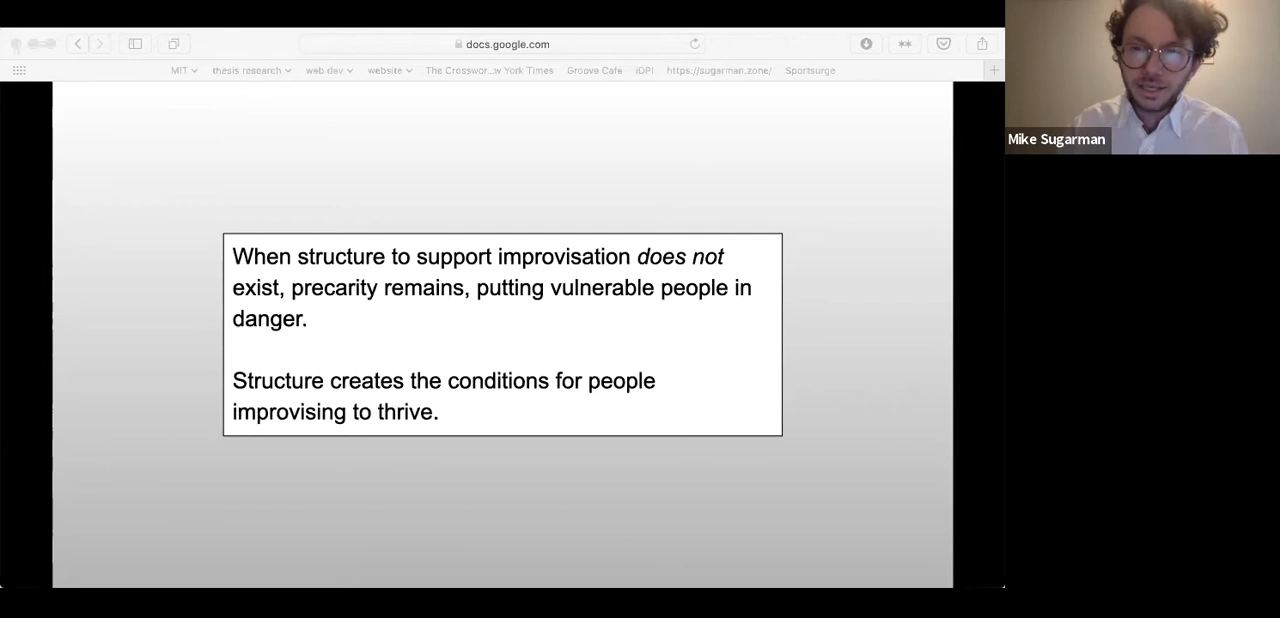 docs.google.com
MIT thesis research web dev website The Crosswor...w York Times Groove Café iDPI https://sugarman.zone/ Sportsurge
Mike Sugarman
When structure to support improvisation does not
exist, precarity remains, putting vulnerable people in
danger.
Structure creates the conditions for people
improvising to thrive.